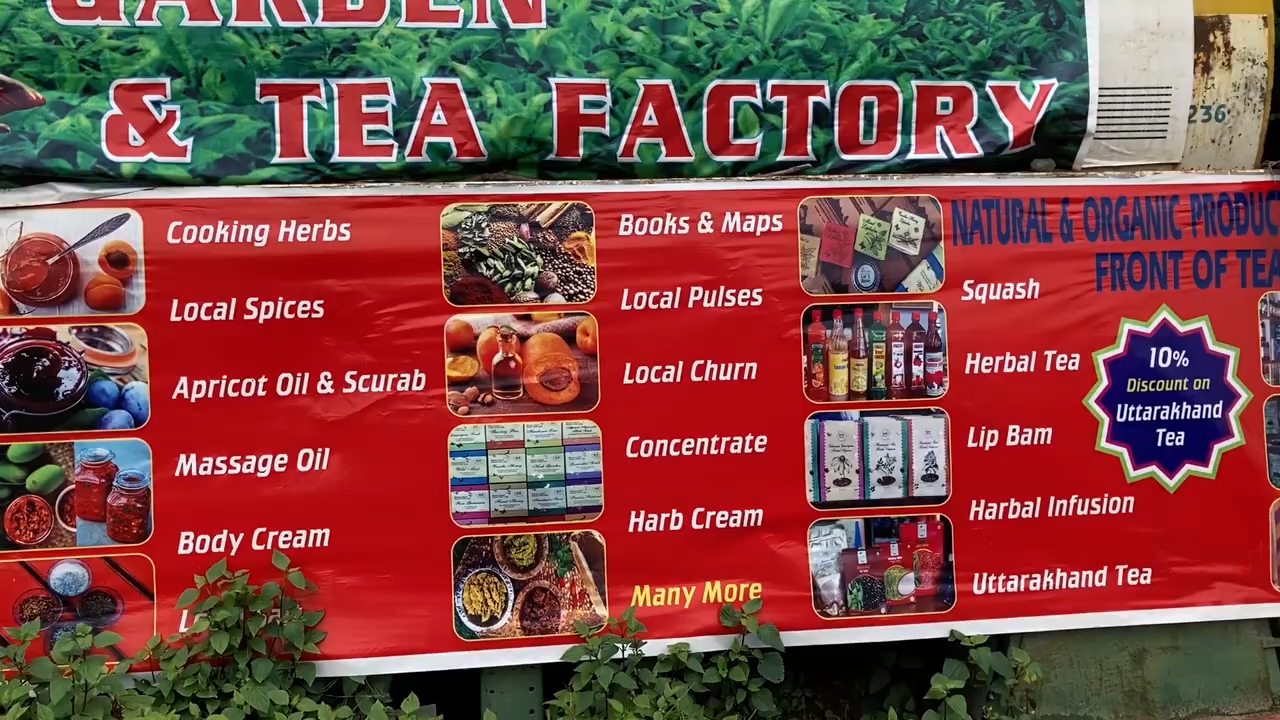 GARDEN
& TEA FACTORY
236
Cooking Herbs
Local Spices
Apricot Oil & Scurab
Massage Oil
Body Cream
Books & Maps
Local Pulses
Local Churn
Concentrate
Harb Cream
Many More
NATURAL & ORGANIC
FRONT OF
Squash
Herbal Tea
Lip Bam
Harbal Infusion
Uttarakhand Tea
10%
Discount on
Uttarakhand
Tea